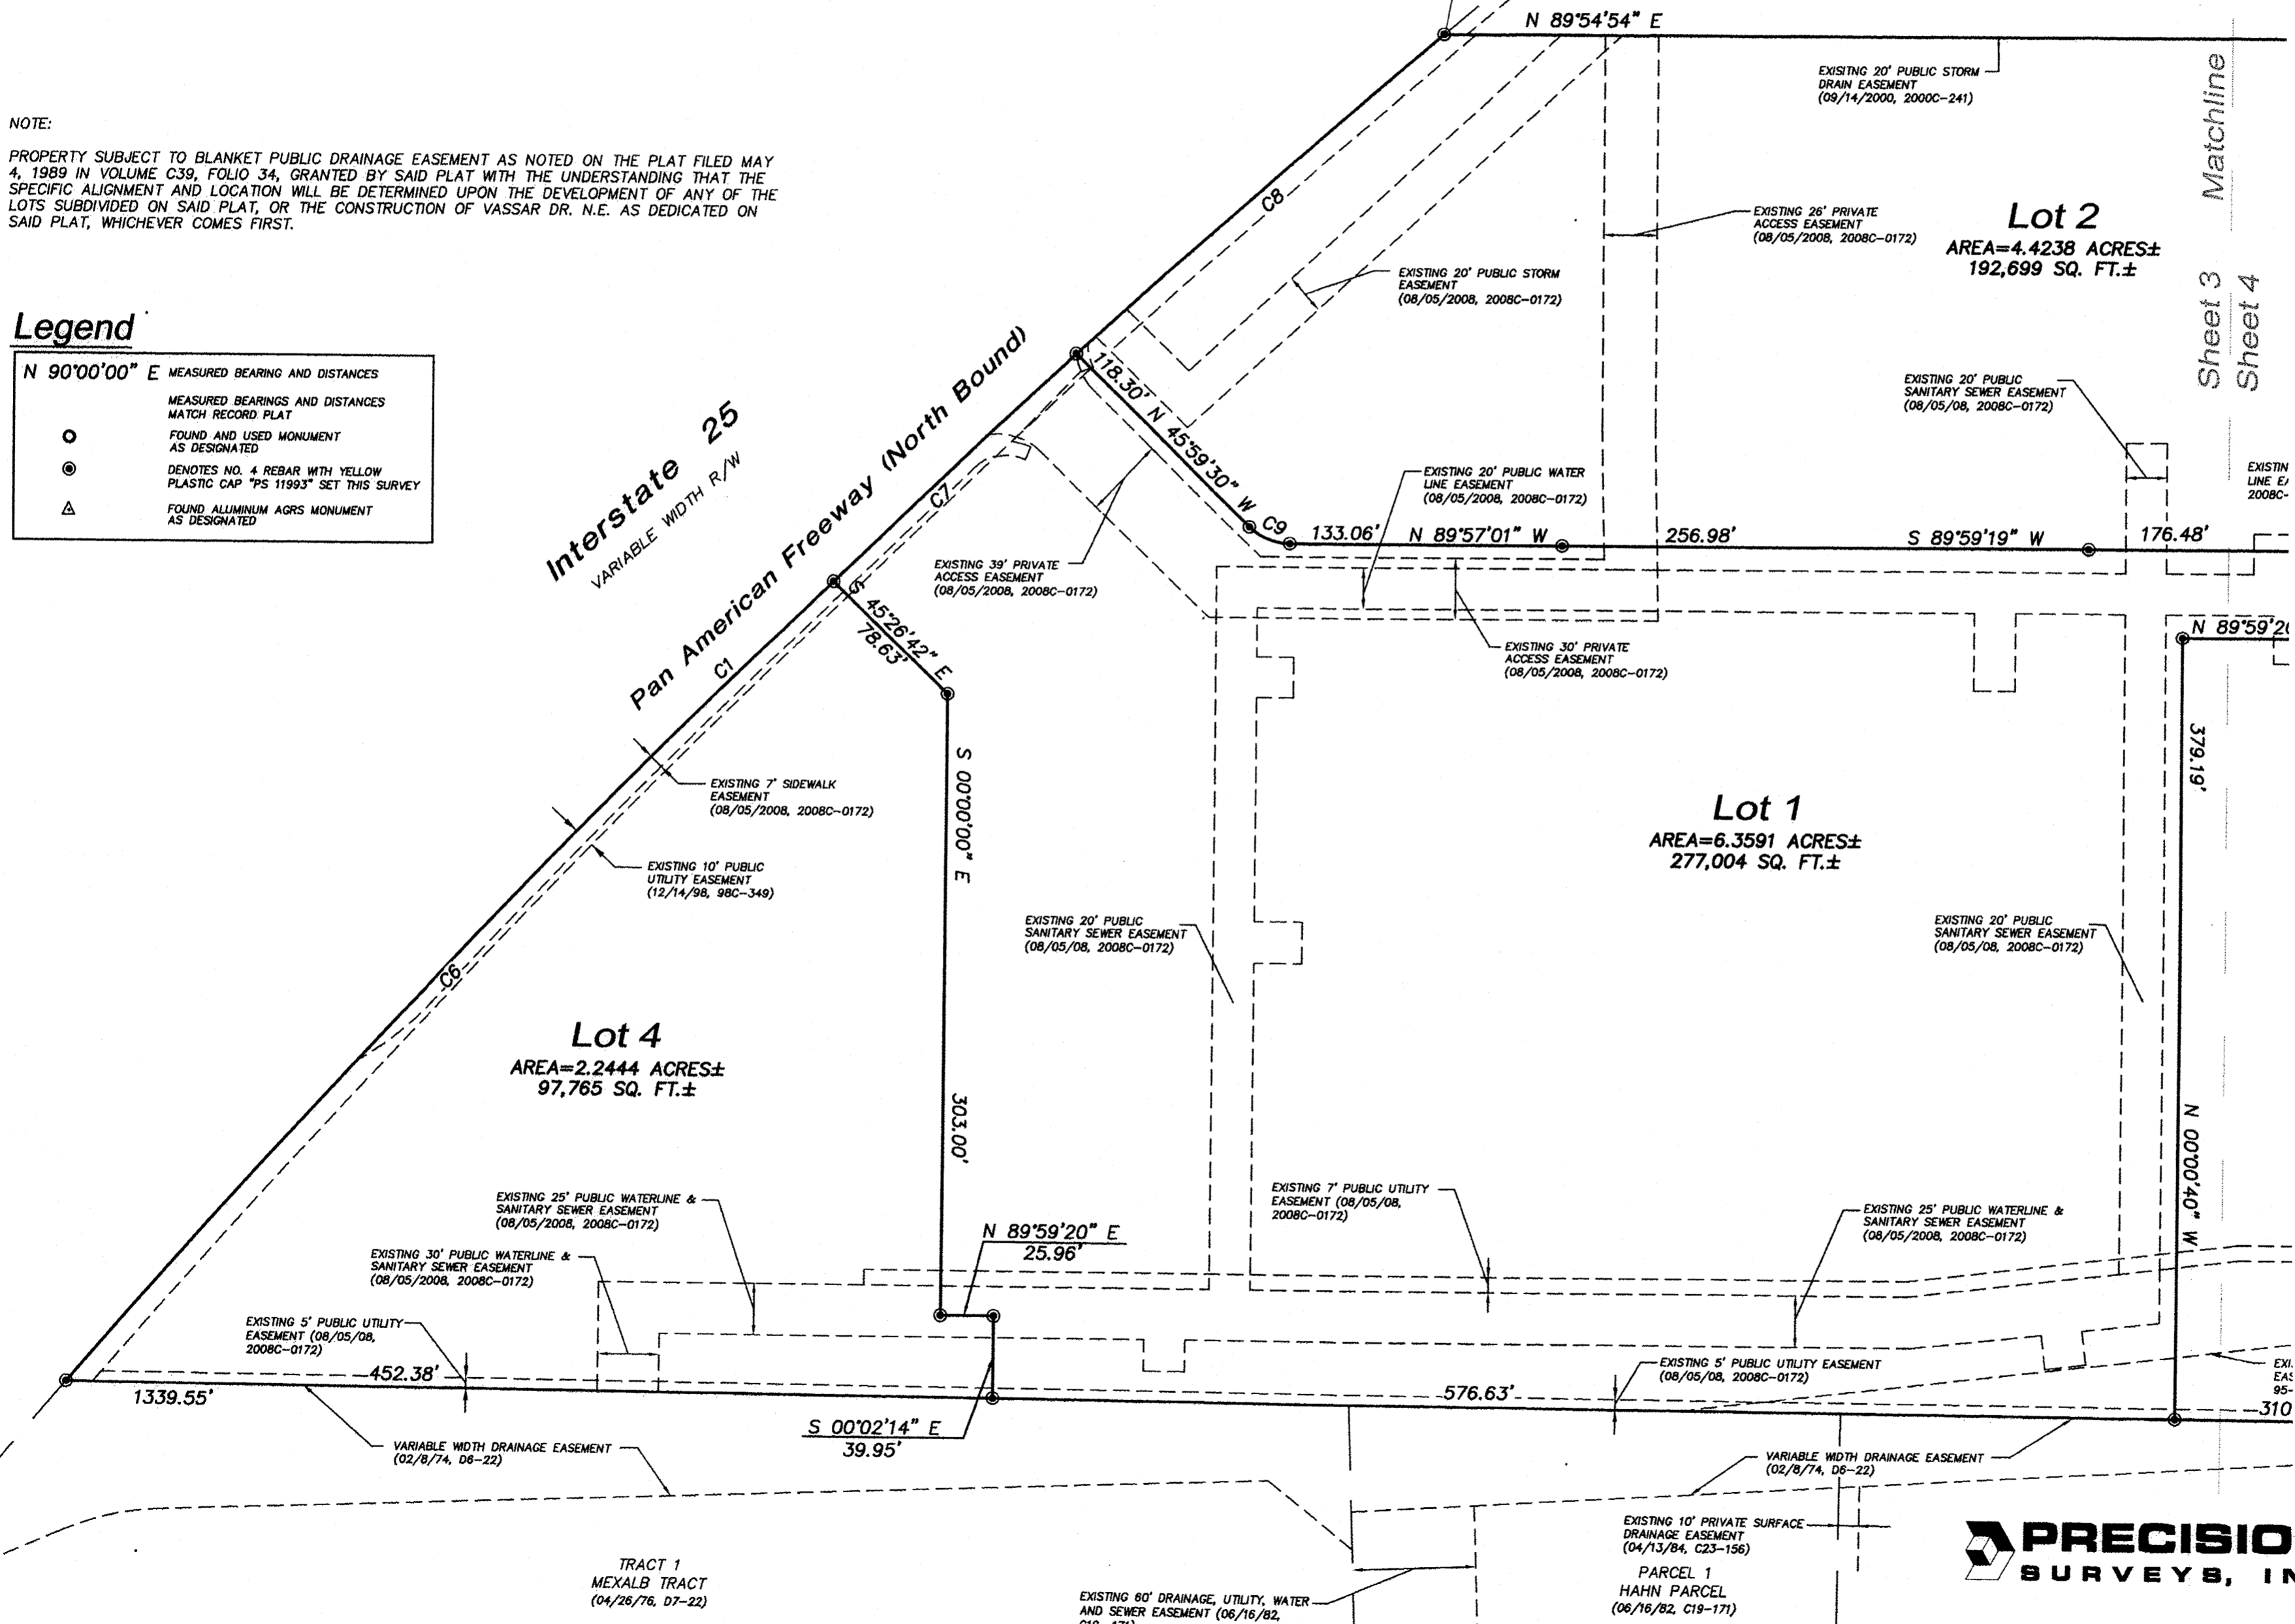 N 89°54'54" E
EXISITNG 20' PUBLIC STORM
DRAIN EASEMENT
(09/14/2000, 2000C-241)
Matchline
Sheet 3
Sheet 4
NOTE:
PROPERTY SUBJECT TO BLANKET PUBLIC DRAINAGE EASEMENT AS NOTED ON THE PLAT FILED MAY
4, 1989 IN VOLUME C39, FOLIO 34, GRANTED BY SAID PLAT WITH THE UNDERSTANDING THAT THE
SPECIFIC ALIGNMENT AND LOCATION WILL BE DETERMINED UPON THE DEVELOPMENT OF ANY OF THE
LOTS SUBDIVIDED ON SAID PLAT, OR THE CONSTRUCTION OF VASSAR DR. N.E. AS DEDICATED ON
SAID PLAT, WHICHEVER COMES FIRST.
C8
EXISTING 26' PRIVATE
ACCESS EASEMENT
(08/05/2008, 2008C-0172)
Lot 2
AREA=4.4238 ACRES±
192,699 SQ. FT.±
EXISTING 20' PUBLIC STORM
EASEMENT
(08/05/2008, 2008C-0172)
Legend
N 90°00'00" E MEASURED BEARING AND DISTANCES
MEASURED BEARINGS AND DISTANCES
MATCH RECORD PLAT
FOUND AND USED MONUMENT
AS DESIGNATED
DENOTES NO. 4 REBAR WITH YELLOW
PLASTIC CAP "PS 11993" SET THIS SURVEY
FOUND ALUMINUM AGRS MONUMENT
AS DESIGNATED
Interstate 25
VARIABLE WIDTH R/W
Pan American Freeway (North Bound)
118.30' N 45°59'30" W
EXISTING 20' PUBLIC
SANITARY SEWER EASEMENT
(08/05/08, 2008C-0172)
EXISTING 20' PUBLIC WATER
LINE EASEMENT
(08/05/2008, 2008C-0172)
EXISTIN
LINE E
2008C-
C7
C9
133.06' N 89°57'01" W
256.98' S 89°59'19" W
176.48'
EXISTING 39' PRIVATE
ACCESS EASEMENT
(08/05/2008, 2008C-0172)
S 45°26'42" E
78.63'
C1
EXISTING 30' PRIVATE
ACCESS EASEMENT
(08/05/2008, 2008C-0172)
N 89°59'20
379.19'
EXISTING 7' SIDEWALK
EASEMENT
(08/05/2008, 2008C-0172)
S 00°00'00" E
303.00'
Lot 1
AREA=6.3591 ACRES±
277,004 SQ. FT.±
EXISTING 10' PUBLIC
UTILITY EASEMENT
(12/14/98, 98C-349)
EXISTING 20' PUBLIC
SANITARY SEWER EASEMENT
(08/05/08, 2008C-0172)
EXISTING 20' PUBLIC
SANITARY SEWER EASEMENT
(08/05/08, 2008C-0172)
C6
Lot 4
AREA=2.2444 ACRES±
97,765 SQ. FT.±
N 00°00'40" W
EXISTING 25' PUBLIC WATERLINE &
SANITARY SEWER EASEMENT
(08/05/2008, 2008C-0172)
EXISTING 7' PUBLIC UTILITY
EASEMENT (08/05/08,
2008C-0172)
EXISTING 25' PUBLIC WATERLINE &
SANITARY SEWER EASEMENT
(08/05/2008, 2008C-0172)
N 89°59'20" E
25.96'
EXISTING 30' PUBLIC WATERLINE &
SANITARY SEWER EASEMENT
(08/05/2008, 2008C-0172)
EXISTING 5' PUBLIC UTILITY
EASEMENT (08/05/08,
2008C-0172)
452.38'
1339.55'
EXISTING 5' PUBLIC UTILITY EASEMENT
(08/05/2008, 2008C-0172)
EXI
EAS
95-
576.63'
310
S 00°02'14" E
39.95'
VARIABLE WIDTH DRAINAGE EASEMENT
(02/8/74, D6-22)
VARIABLE WIDTH DRAINAGE EASEMENT
(02/8/74, D6-22)
EXISTING 10' PRIVATE SURFACE
DRAINAGE EASEMENT
(04/13/84, C23-156)
PARCEL 1
HAHN PARCEL
(06/16/82, C19-171)
TRACT 1
MEXALB TRACT
(04/26/76, D7-22)
EXISTING 60' DRAINAGE, UTILITY, WATER
AND SEWER EASEMENT (06/16/82,
C19-171)
PRECISIO
SURVEYS, IN